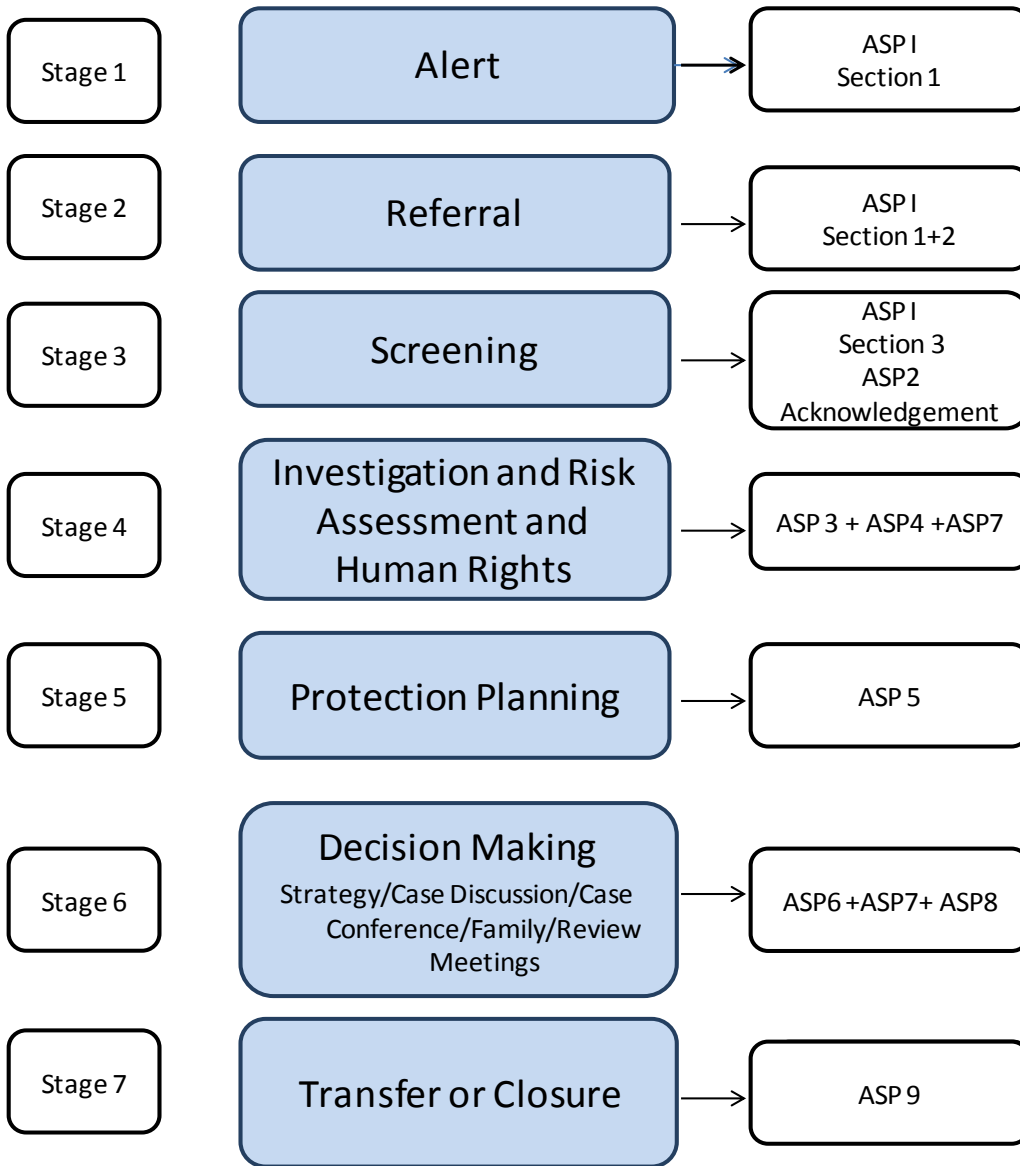 Stage 1
Alert
ASP I
Section 1
Stage 2
Referral
ASP I
Section 1+2
Stage 3
Screening
ASP I
Section 3
ASP2
Acknowledgement
Stage 4
Investigation and Risk
Assessment and
Human Rights
ASP 3 + ASP4 +ASP7
Stage 5
Protection Planning
ASP 5
Stage 6
Decision Making
Strategy/Case Discussion/Case
Conference/Family/Review
Meetings
ASP6 +ASP7+ ASP8
Stage 7
Transfer or Closure
ASP 9